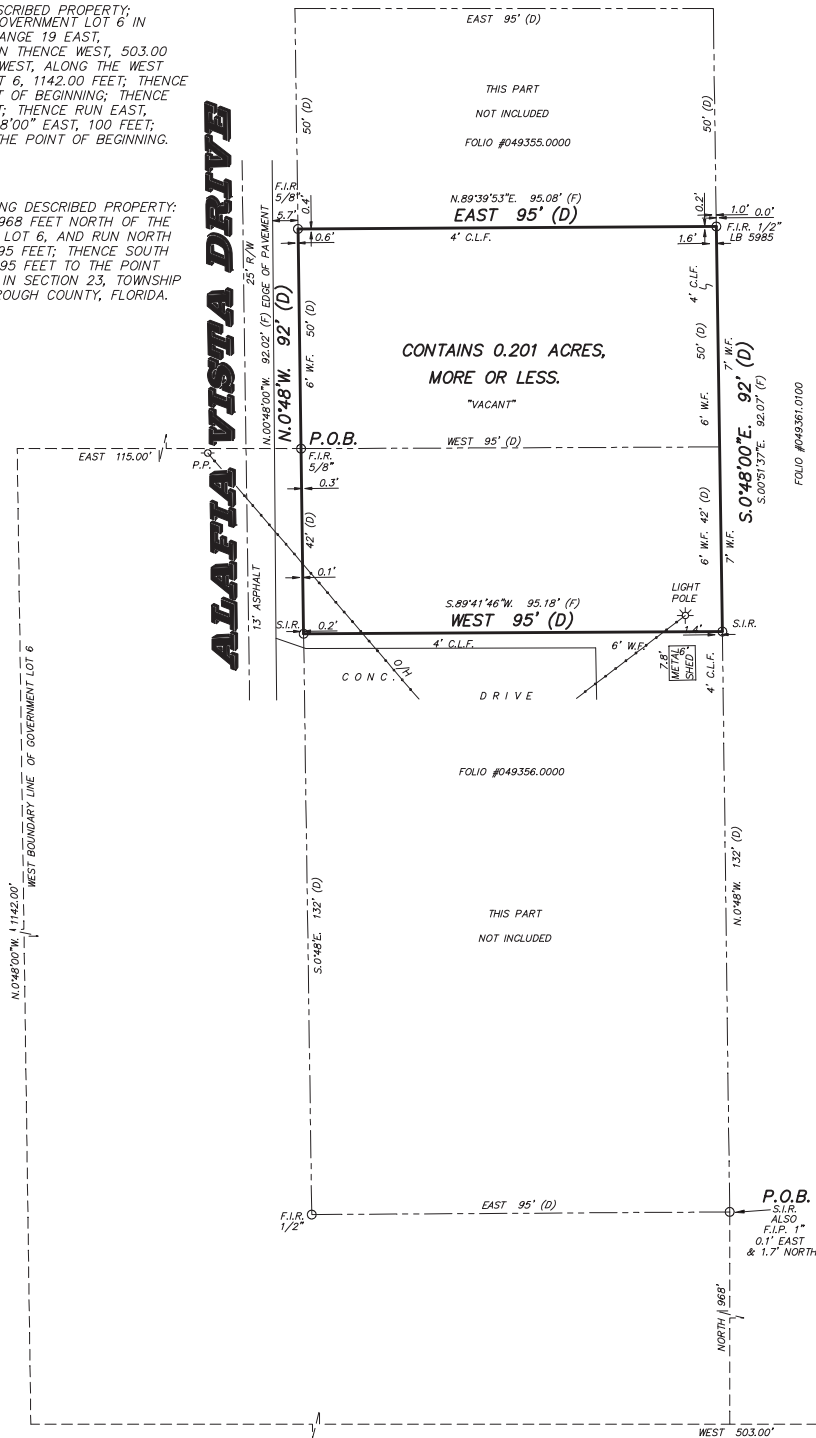 SCRIBED PROPERTY;
OVERNMENT LOT 6 IN
ANGE 19 EAST,
N THENCE WEST, 503.00
WEST, ALONG THE WEST
T 6, 1142.00 FEET; THENCE
T OF BEGINNING; THENCE
T; THENCE RUN EAST,
8'00" EAST, 100 FEET;
THE POINT OF BEGINNING.
NG DESCRIBED PROPERTY:
968 FEET NORTH OF THE
LOT 6, AND RUN NORTH
95 FEET; THENCE SOUTH
95 FEET TO THE POINT
IN SECTION 23, TOWNSHIP
ROUGH COUNTY, FLORIDA.
EAST 95' (D)
THIS PART
NOT INCLUDED
FOLIO #049355.0000
50' (D)
50' (D)
ALAFIA VISTA DRIVE
25' R/W
EDGE OF PAVEMENT
13' ASPHALT
F.I.R.
5/8"
5.7'
0.4'
N.89°39'53"E. 95.08' (F)
EAST 95' (D)
0.2'
1.0' 0.0'
F.I.R. 1/2"
LB 5985
0.6'
4' C.L.F.
1.6'
4' C.L.F.
N.00°48'00"W. 92.02' (F)
N.0°48'W. 92' (D)
50' (D)
6' W.F.
CONTAINS 0.201 ACRES,
MORE OR LESS.
"VACANT"
50' (D)
6' W.F.
7' W.F.
S.0°48'00"E. 92' (D)
S.00°51'37"E. 92.07' (F)
FOLIO #049361.0100
EAST 115.00'
P.P.
P.O.B.
F.I.R.
5/8"
WEST 95' (D)
0.3'
42' (D)
0.1'
6' W.F. 42' (D)
7' W.F.
S.89°41'46"W. 95.18' (F)
WEST 95' (D)
LIGHT
POLE
S.I.R.
0.2'
1.4'
S.I.R.
4' C.L.F.
6' W.F.
7.8'
6'
METAL
SHED
4' C.L.F.
CONC.
O/H
DRIVE
FOLIO #049356.0000
WEST BOUNDARY LINE OF GOVERNMENT LOT 6
N.0°48'00"W. 1142.00'
S.0°48'E. 132' (D)
N.0°48'W. 132' (D)
THIS PART
NOT INCLUDED
F.I.R.
1/2"
EAST 95' (D)
P.O.B.
S.I.R.
ALSO
F.I.P. 1"
0.1' EAST
& 1.7' NORTH
NORTH 968'
WEST 503.00'